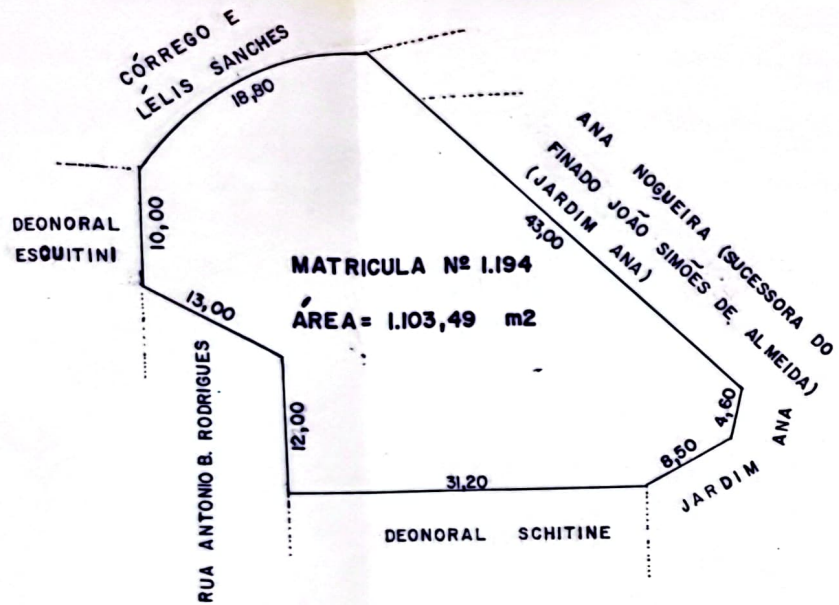 CÓRREGO E
LÉLIS SANCHES
18,80
ANA NOGUEIRA (SUCESSORA DO
FINADO JOÃO SIMÕES DE ALMEIDA)
(JARDIM ANA)
43,00
DEONORAL
ESQUITINI
10,00
MATRICULA Nº 1.194
13,00
ÁREA= 1.103,49 m2
RUA ANTONIO B. RODRIGUES
12,00
4,60
8,50
JARDIM ANA
31,20
DEONORAL SCHITINE